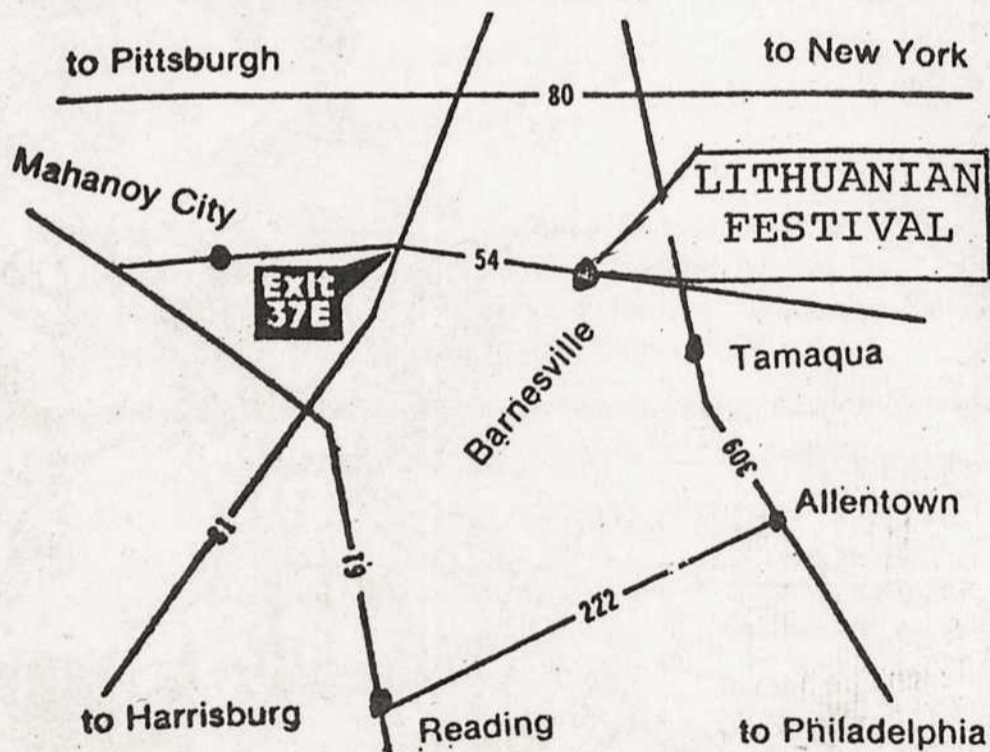 to Pittsburgh
to New York
80
Mahanoy City
LITHUANIAN
FESTIVAL
54
Exit
37E
Barnesville
Tamaqua
309
Allentown
81
61
222
to Harrisburg
Reading
to Philadelphia